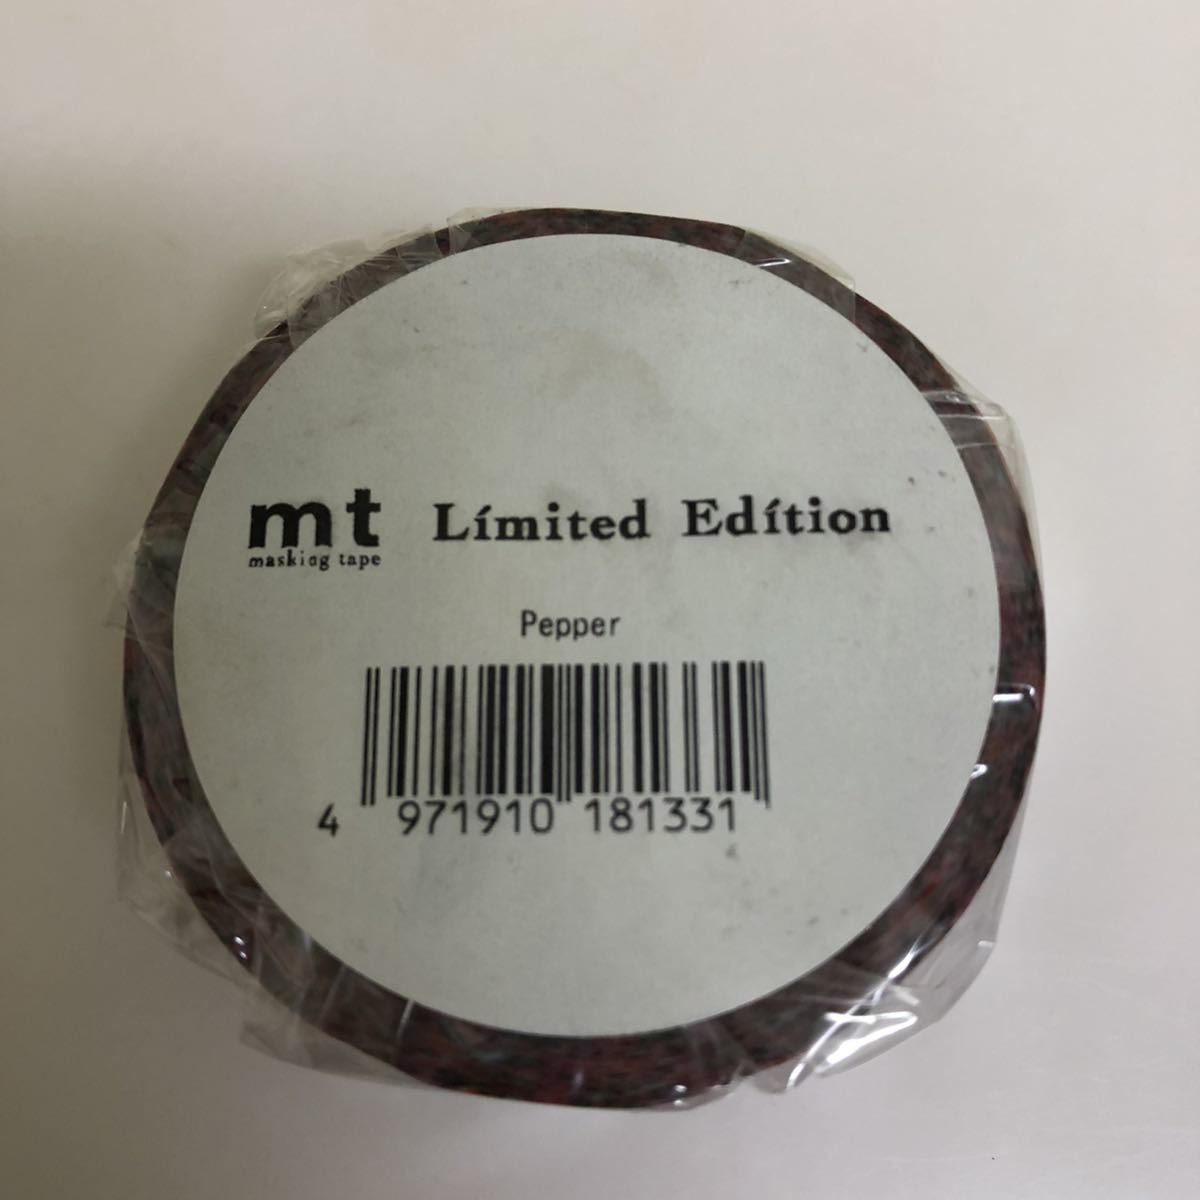 mt Límited Edítion
masking tape
Pepper
4 971910 181331